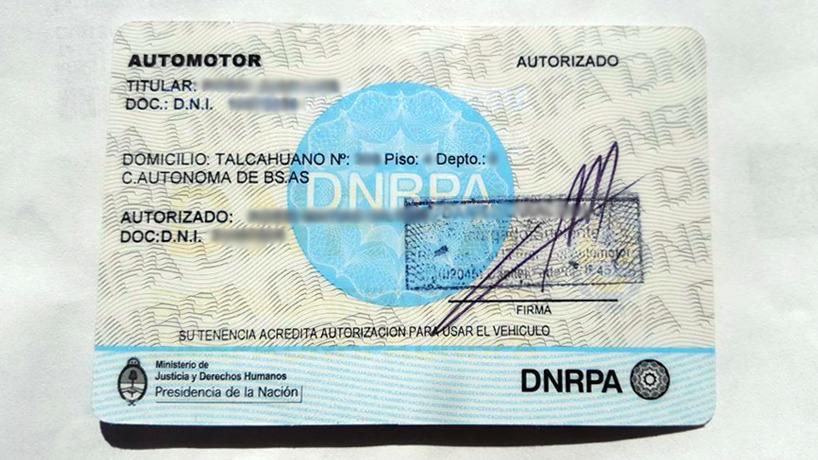 AUTOMOTOR
AUTORIZADO
TITULAR:
DOC.: D.N.I.
DOMICILIO: TALCAHUANO Nº: Piso: Depto.:
C.AUTONOMA DE BS.AS
DNRPA
AUTORIZADO:
DOC:D.N.I.
automotor
FIRMA
SU TENENCIA ACREDITA AUTORIZACION PARA USAR EL VEHICULO
Ministerio de
Justicia y Derechos Humanos
Presidencia de la Nación
DNRPA